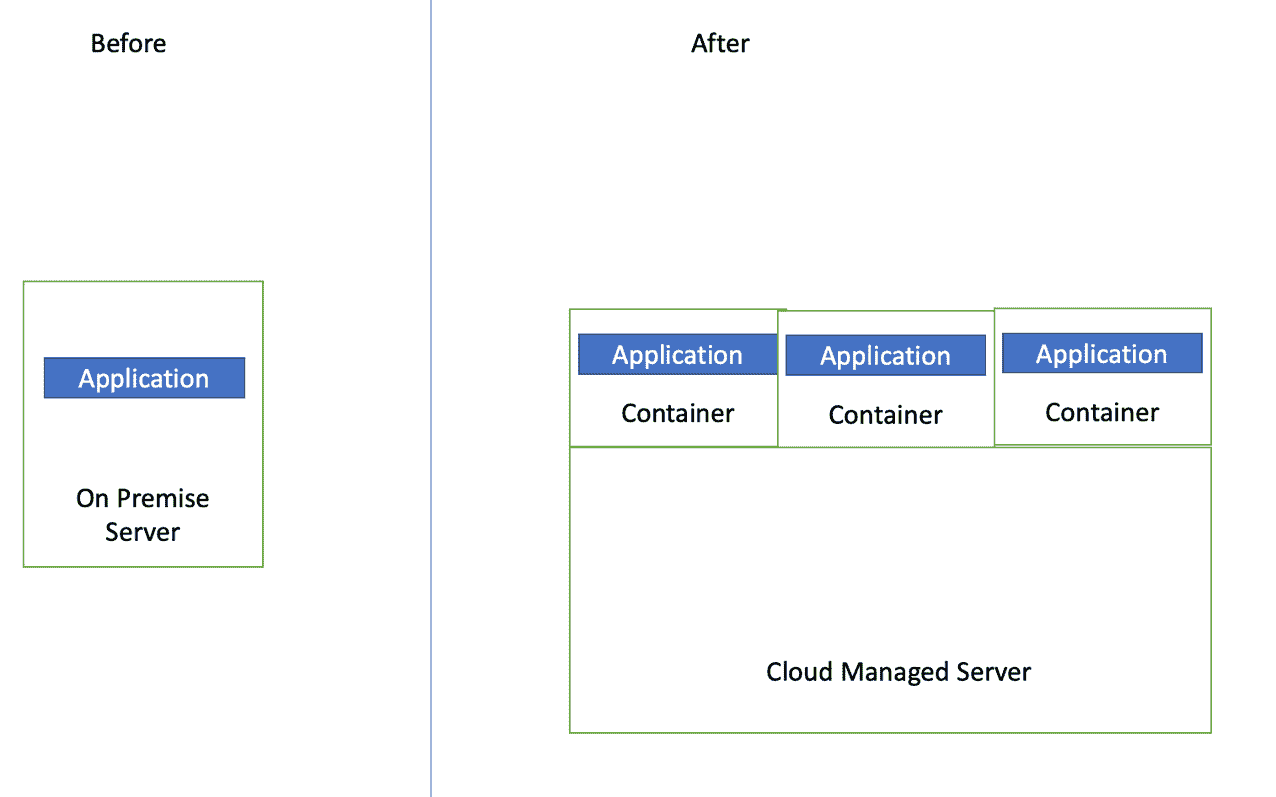 Before
Application
On Premise
Server
After
Application
Container
Application
Container
Application
Container
Cloud Managed Server